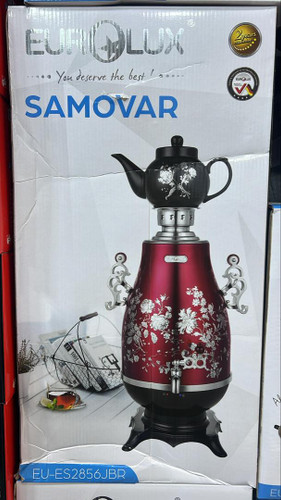 EUROLUX
You deserve the best !
SAMOVAR
EU-ES2856JBR